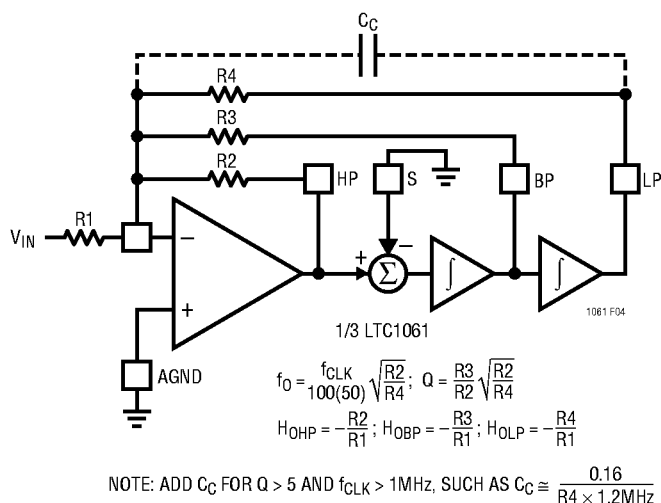 C_C
R4
R3
R2
HP
S
BP
LP
R1
V_IN
−
+
−
+
Σ
∫
∫
1061 F04
1/3 LTC1061
AGND
f_O = f_CLK / 100(50) √(R2/R4) ; Q = R3/R2 √(R2/R4)
H_OHP = −R2/R1 ; H_OBP = −R3/R1 ; H_OLP = −R4/R1
NOTE: ADD C_C FOR Q > 5 AND f_CLK > 1MHz, SUCH AS C_C ≅ 0.16 / (R4 × 1.2MHz)